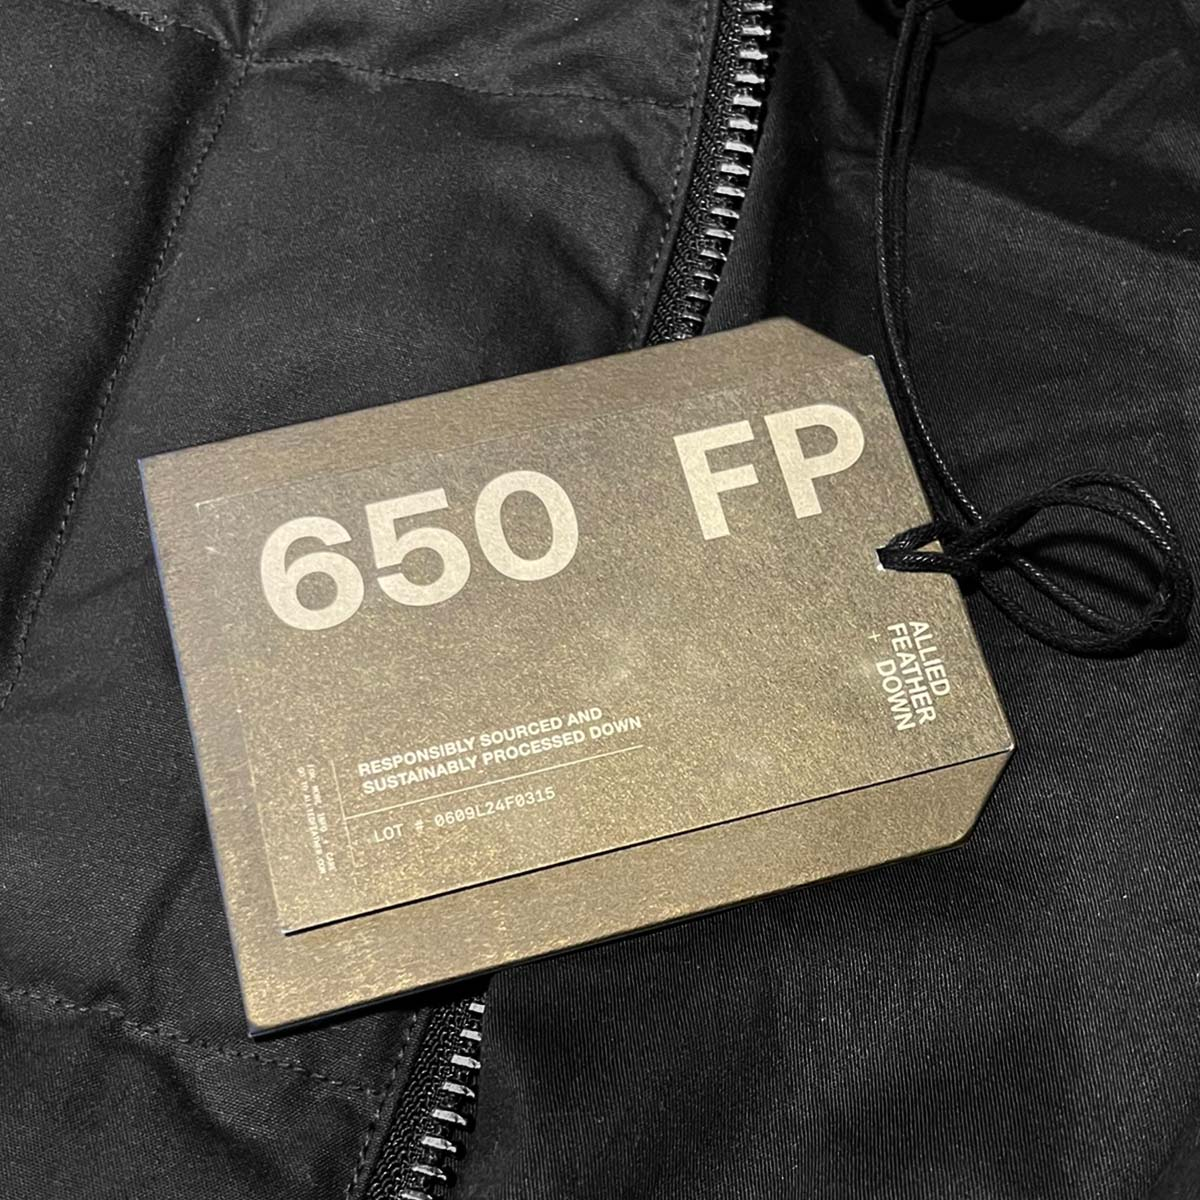 650 FP
ALLIED
FEATHER
+ DOWN
RESPONSIBLY SOURCED AND
SUSTAINABLY PROCESSED DOWN
LOT #: 0609L24F0315